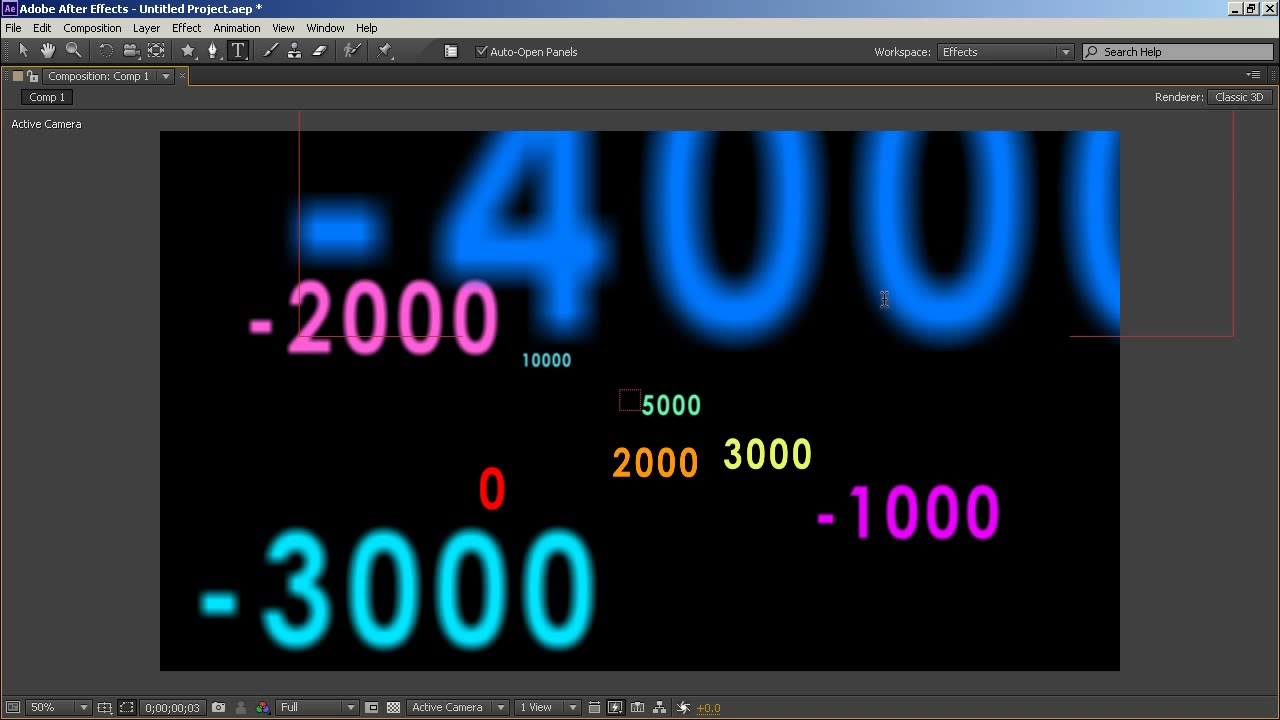 Adobe After Effects - Untitled Project.aep *
File Edit Composition Layer Effect Animation View Window Help
Auto-Open Panels Workspace: Effects Search Help
Composition: Comp 1
Comp 1 Renderer: Classic 3D
Active Camera
-4000
-2000
10000
5000
2000 3000
0
-1000
-3000
50% 0;00;00;03 Full Active Camera 1 View +0.0